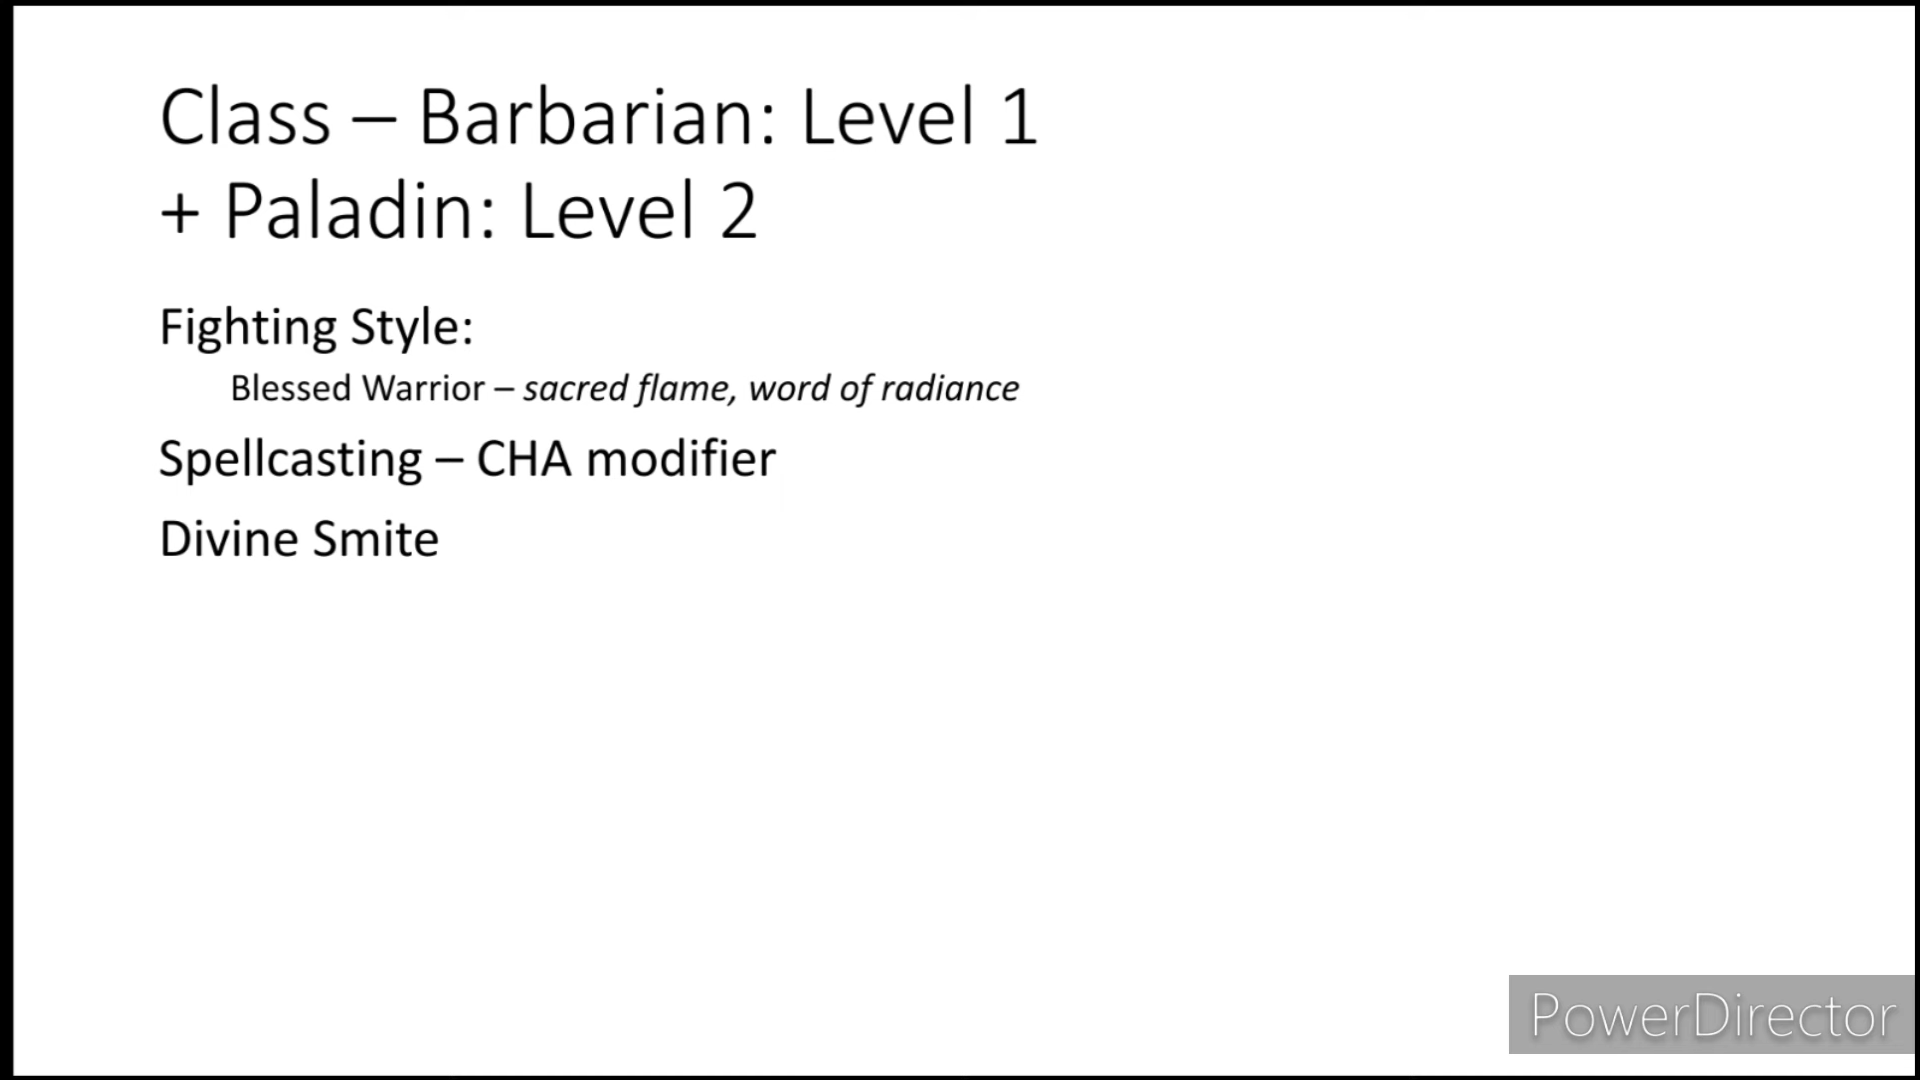 Class – Barbarian: Level 1
+ Paladin: Level 2
Fighting Style:
Blessed Warrior – sacred flame, word of radiance
Spellcasting – CHA modifier
Divine Smite
PowerDirector